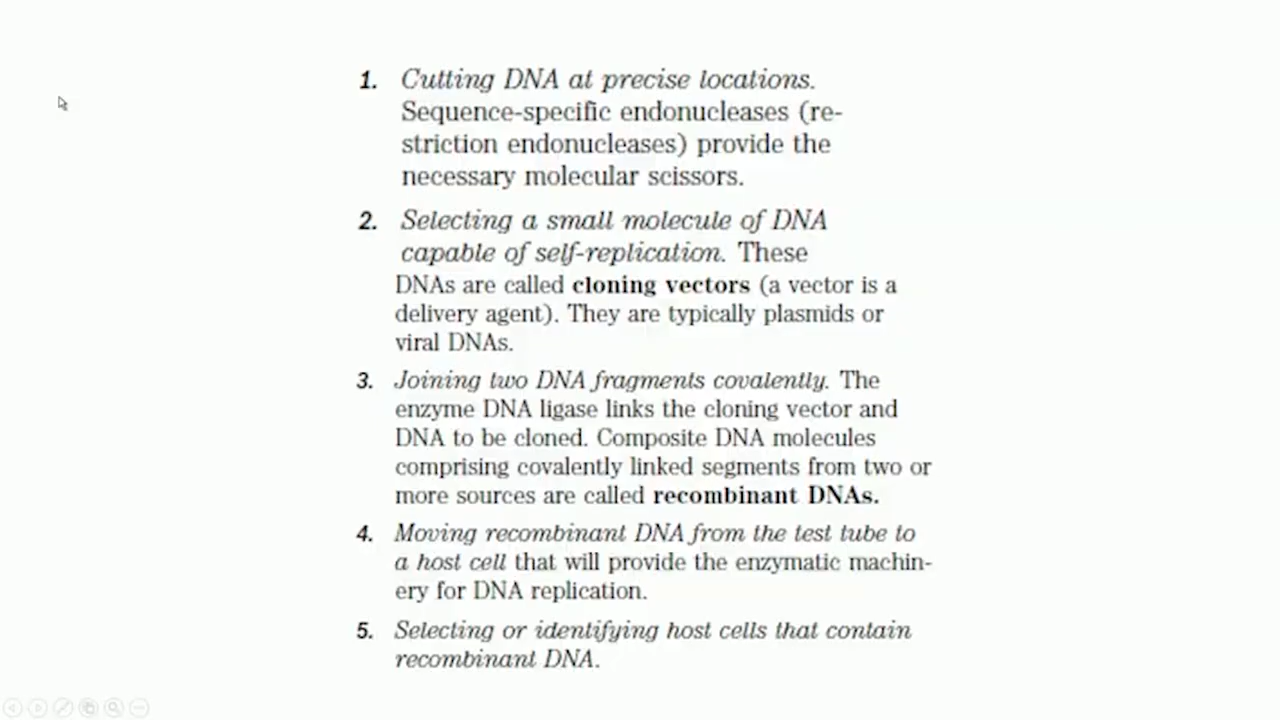 1. Cutting DNA at precise locations.
Sequence-specific endonucleases (re-
striction endonucleases) provide the
necessary molecular scissors.
2. Selecting a small molecule of DNA
capable of self-replication. These
DNAs are called cloning vectors (a vector is a
delivery agent). They are typically plasmids or
viral DNAs.
3. Joining two DNA fragments covalently. The
enzyme DNA ligase links the cloning vector and
DNA to be cloned. Composite DNA molecules
comprising covalently linked segments from two or
more sources are called recombinant DNAs.
4. Moving recombinant DNA from the test tube to
a host cell that will provide the enzymatic machin-
ery for DNA replication.
5. Selecting or identifying host cells that contain
recombinant DNA.